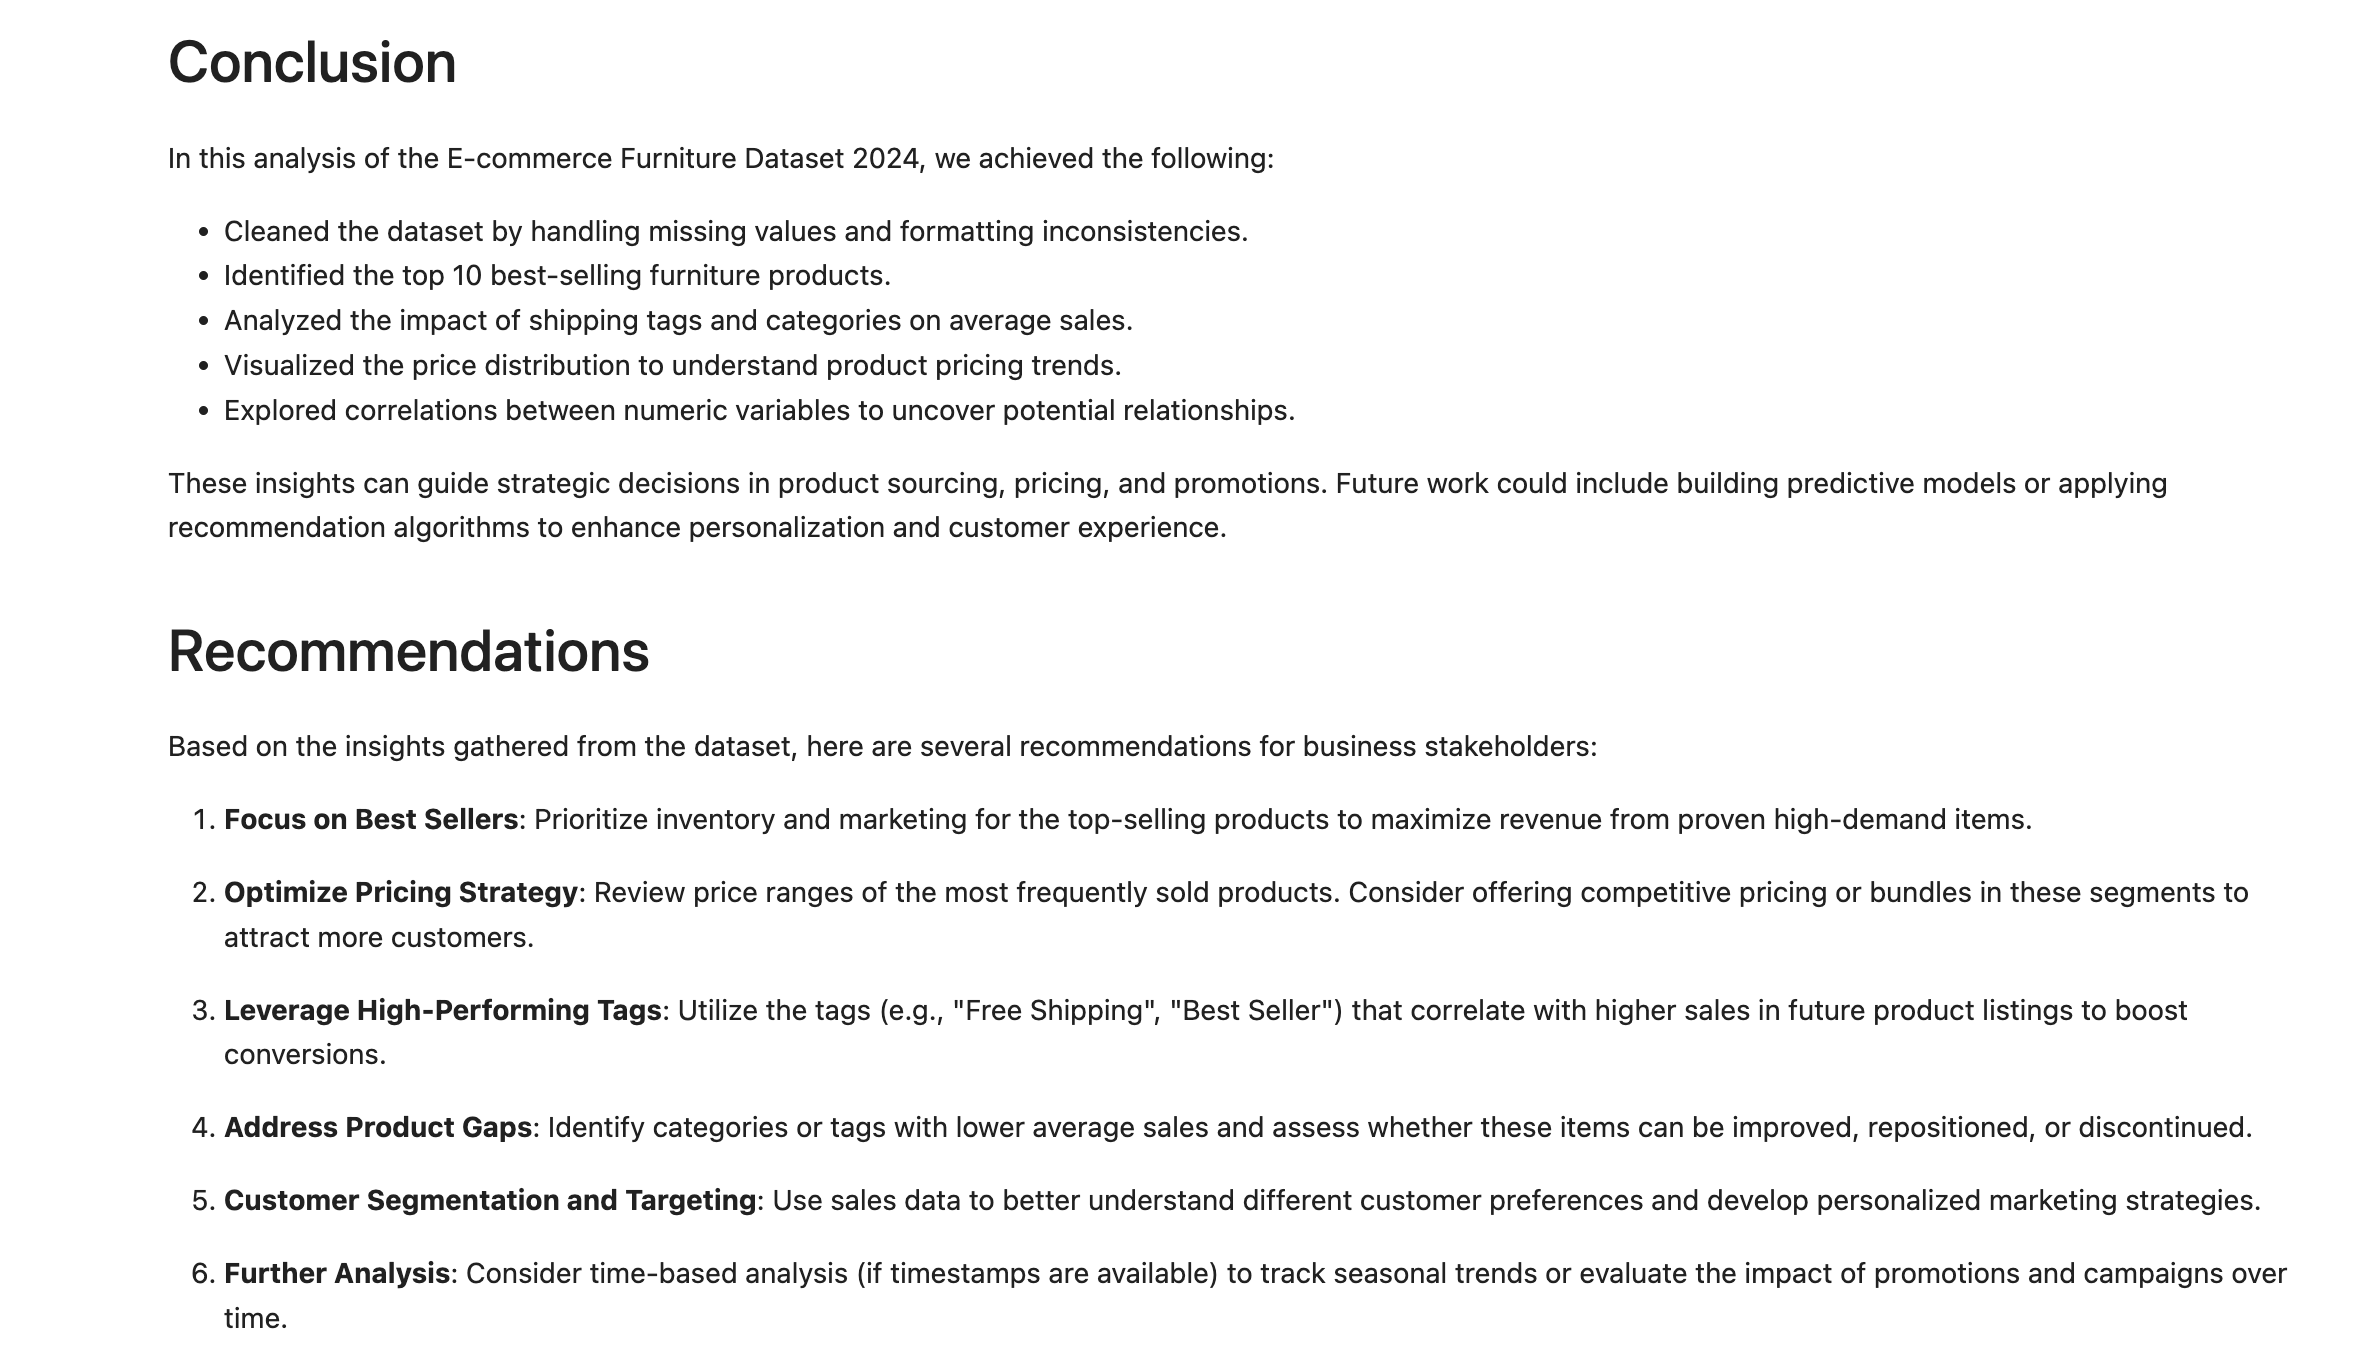 Conclusion
In this analysis of the E-commerce Furniture Dataset 2024, we achieved the following:
• Cleaned the dataset by handling missing values and formatting inconsistencies.
• Identified the top 10 best-selling furniture products.
• Analyzed the impact of shipping tags and categories on average sales.
• Visualized the price distribution to understand product pricing trends.
• Explored correlations between numeric variables to uncover potential relationships.
These insights can guide strategic decisions in product sourcing, pricing, and promotions. Future work could include building predictive models or applying
recommendation algorithms to enhance personalization and customer experience.
Recommendations
Based on the insights gathered from the dataset, here are several recommendations for business stakeholders:
1. Focus on Best Sellers: Prioritize inventory and marketing for the top-selling products to maximize revenue from proven high-demand items.
2. Optimize Pricing Strategy: Review price ranges of the most frequently sold products. Consider offering competitive pricing or bundles in these segments to
attract more customers.
3. Leverage High-Performing Tags: Utilize the tags (e.g., "Free Shipping", "Best Seller") that correlate with higher sales in future product listings to boost
conversions.
4. Address Product Gaps: Identify categories or tags with lower average sales and assess whether these items can be improved, repositioned, or discontinued.
5. Customer Segmentation and Targeting: Use sales data to better understand different customer preferences and develop personalized marketing strategies.
6. Further Analysis: Consider time-based analysis (if timestamps are available) to track seasonal trends or evaluate the impact of promotions and campaigns over
time.